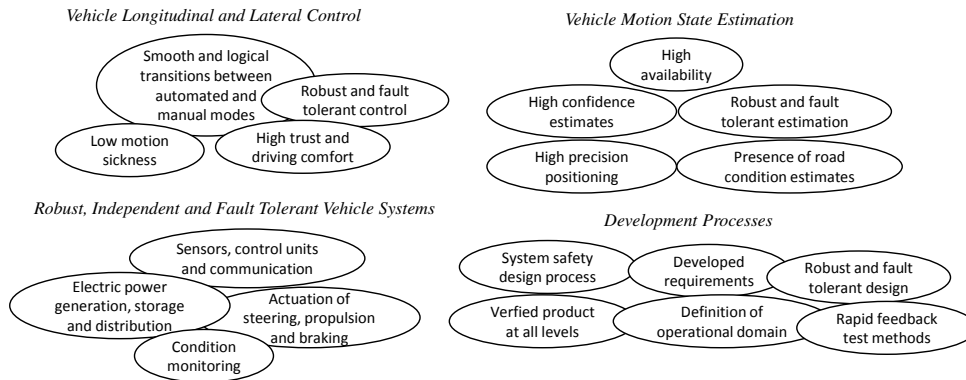 Vehicle Longitudinal and Lateral Control
Smooth and logical
transitions between
automated and
manual modes
Robust and fault
tolerant control
Low motion
sickness
High trust and
driving comfort
Vehicle Motion State Estimation
High
availability
High confidence
estimates
Robust and fault
tolerant estimation
High precision
positioning
Presence of road
condition estimates
Robust, Independent and Fault Tolerant Vehicle Systems
Sensors, control units
and communication
Electric power
generation, storage
and distribution
Actuation of
steering, propulsion
and braking
Condition
monitoring
Development Processes
System safety
design process
Developed
requirements
Robust and fault
tolerant design
Verfied product
at all levels
Definition of
operational domain
Rapid feedback
test methods